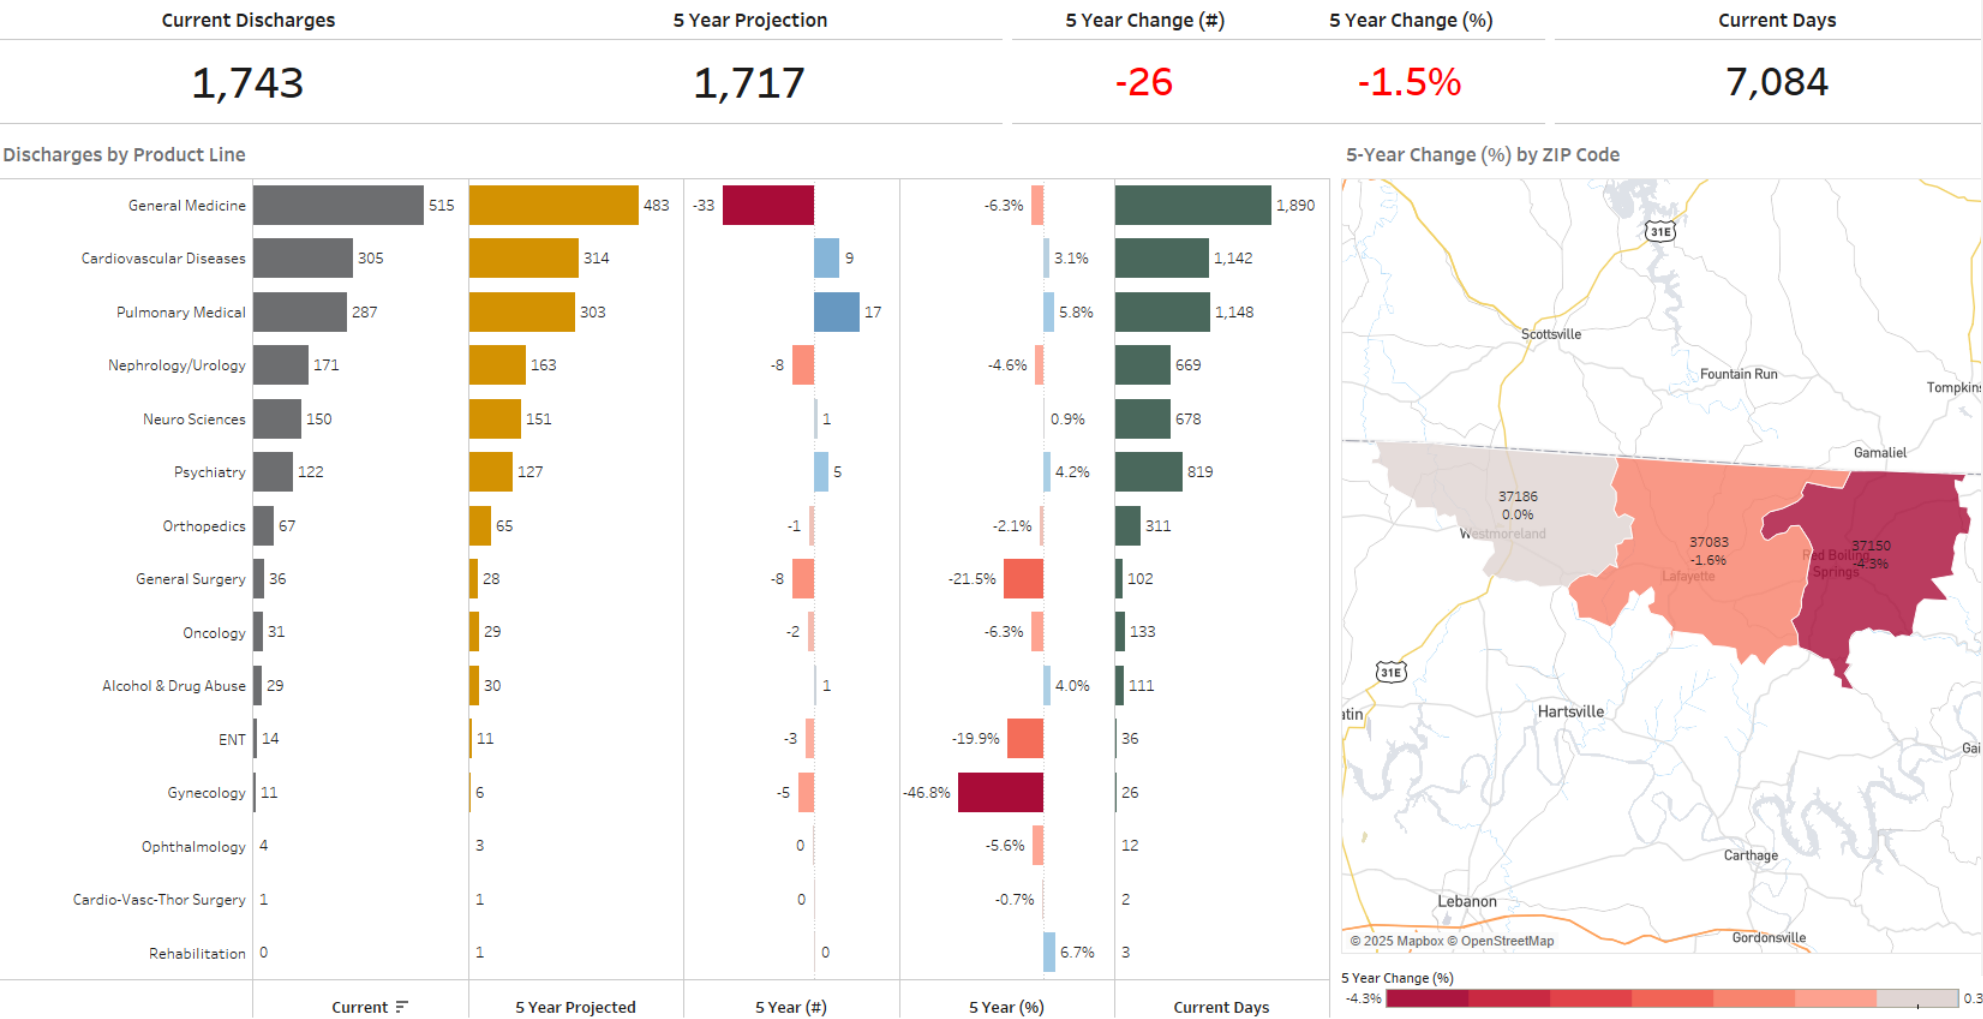 Current Discharges 5 Year Projection 5 Year Change (#) 5 Year Change (%) Current Days
1,743 1,717 -26 -1.5% 7,084
Discharges by Product Line
General Medicine 515 483 -33 -6.3% 1,890
Cardiovascular Diseases 305 314 9 3.1% 1,142
Pulmonary Medical 287 303 17 5.8% 1,148
Nephrology/Urology 171 163 -8 -4.6% 669
Neuro Sciences 150 151 1 0.9% 678
Psychiatry 122 127 5 4.2% 819
Orthopedics 67 65 -1 -2.1% 311
General Surgery 36 28 -8 -21.5% 102
Oncology 31 29 -2 -6.3% 133
Alcohol & Drug Abuse 29 30 1 4.0% 111
ENT 14 11 -3 -19.9% 36
Gynecology 11 6 -5 -46.8% 26
Ophthalmology 4 3 0 -5.6% 12
Cardio-Vasc-Thor Surgery 1 1 0 -0.7% 2
Rehabilitation 0 1 0 6.7% 3
Current 5 Year Projected 5 Year (#) 5 Year (%) Current Days
5-Year Change (%) by ZIP Code
31E
Scottsville
Fountain Run
Tompkins
Gamaliel
37186
0.0%
Westmoreland
37083
-1.6%
Lafayette
37150
-4.3%
Red Boiling
Springs
31E
atin
Hartsville
Gai
Carthage
Lebanon
Gordonsville
© 2025 Mapbox © OpenStreetMap
5 Year Change (%)
-4.3% 0.3